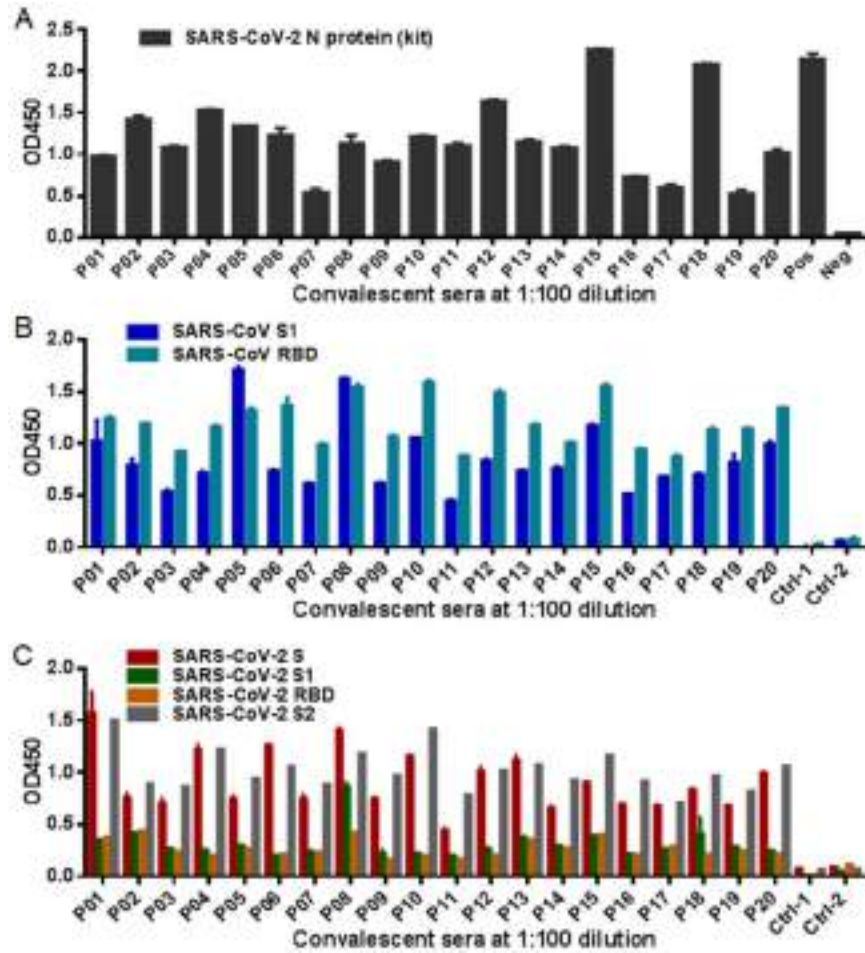 A
SARS-CoV-2 N protein (kit)
OD450
2.5
2.0
1.5
1.0
0.5
0.0
P01 P02 P03 P04 P05 P06 P07 P08 P09 P10 P11 P12 P13 P14 P15 P16 P17 P18 P19 P20 Pos Neg
Convalescent sera at 1:100 dilution
B
SARS-CoV S1
SARS-CoV RBD
OD450
2.0
1.5
1.0
0.5
0.0
P01 P02 P03 P04 P05 P06 P07 P08 P09 P10 P11 P12 P13 P14 P15 P16 P17 P18 P19 P20 Ctrl-1 Ctrl-2
Convalescent sera at 1:100 dilution
C
SARS-CoV-2 S
SARS-CoV-2 S1
SARS-CoV-2 RBD
SARS-CoV-2 S2
OD450
2.0
1.5
1.0
0.5
0.0
P01 P02 P03 P04 P05 P06 P07 P08 P09 P10 P11 P12 P13 P14 P15 P16 P17 P18 P19 P20 Ctrl-1 Ctrl-2
Convalescent sera at 1:100 dilution